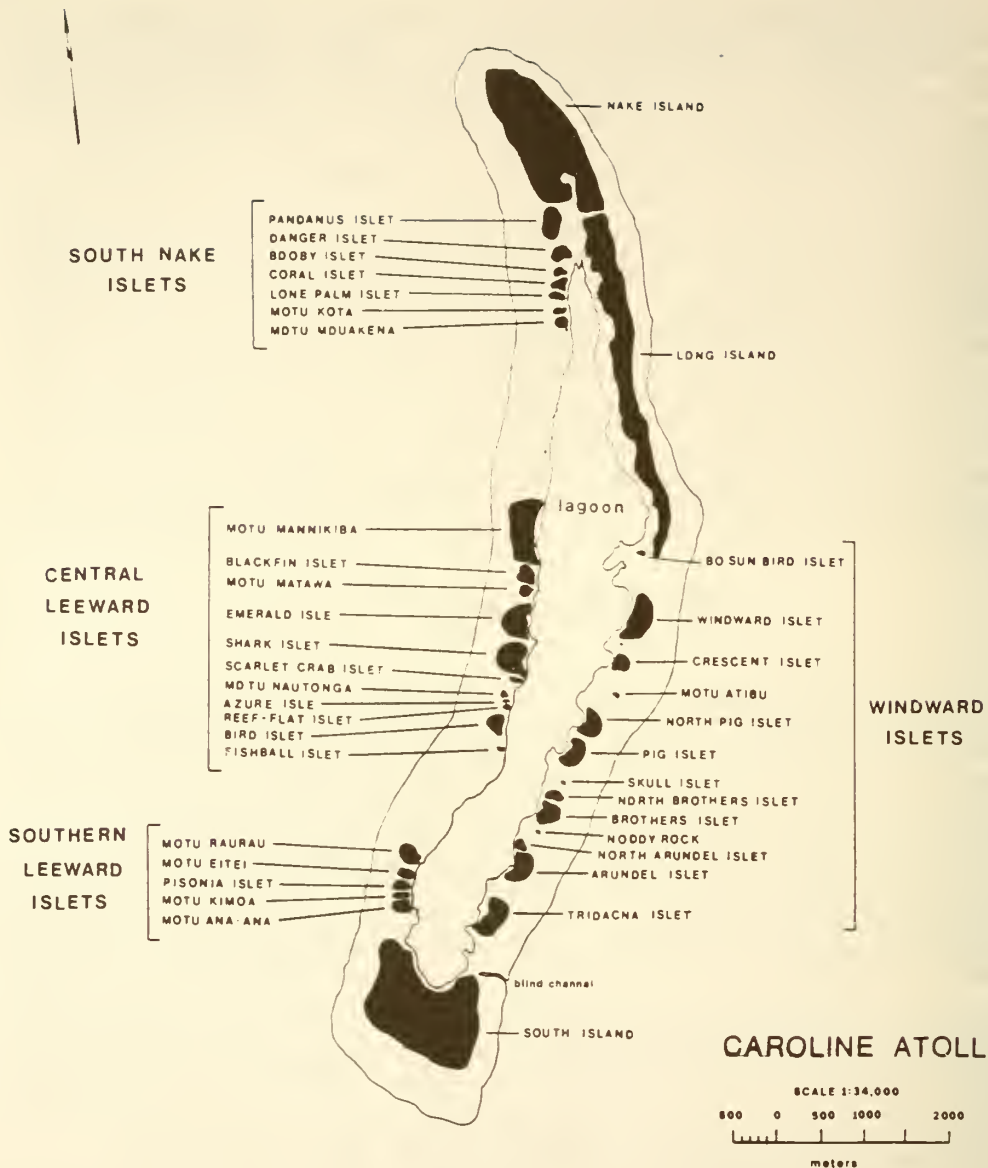 NAKE ISLAND
SOUTH NAKE
ISLETS
PANDANUS ISLET
DANGER ISLET
BOOBY ISLET
CORAL ISLET
LONE PALM ISLET
MOTU KOTA
MOTU MOUAKENA
LONG ISLAND
lagoon
CENTRAL
LEEWARD
ISLETS
MOTU MANNIKIBA
BLACKFIN ISLET
MOTU MATAWA
EMERALD ISLE
SHARK ISLET
SCARLET CRAB ISLET
MOTU NAUTONGA
AZURE ISLE
REEF-FLAT ISLET
BIRD ISLET
FISHBALL ISLET
BOSUN BIRD ISLET
WINDWARD ISLET
CRESCENT ISLET
MOTU ATIBU
NORTH PIG ISLET
PIG ISLET
SKULL ISLET
NORTH BROTHERS ISLET
BROTHERS ISLET
NODDY ROCK
NORTH ARUNDEL ISLET
ARUNDEL ISLET
TRIDACNA ISLET
WINDWARD
ISLETS
SOUTHERN
LEEWARD
ISLETS
MOTU RAURAU
MOTU EITEI
PISONIA ISLET
MOTU KIMOA
MOTU ANA-ANA
blind channel
SOUTH ISLAND
CAROLINE ATOLL
SCALE 1:34,000
500 0 500 1000 2000
meters